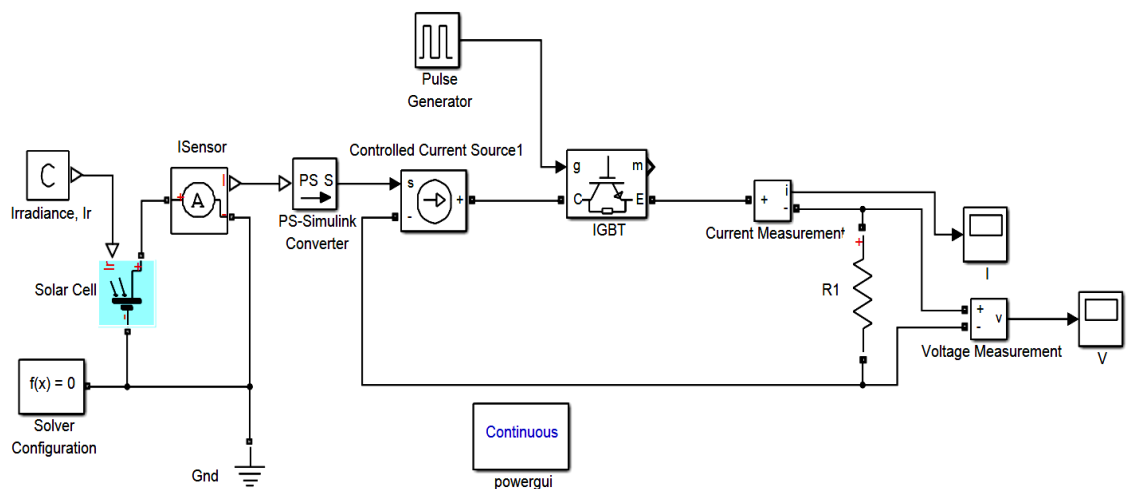 Pulse
Generator
ISensor
Controlled Current Source1
C
Irradiance, Ir
I
A
PS S
PS-Simulink
Converter
s
-
+
g
m
C
E
IGBT
+
i
-
Current Measurement
I
Ir
+
-
Solar Cell
+
R1
+
-
v
Voltage Measurement
V
f(x) = 0
Solver
Configuration
Gnd
Continuous
powergui